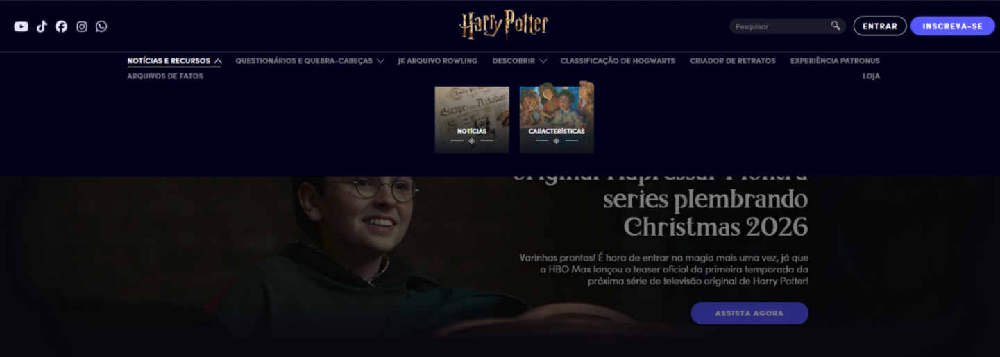 Harry Potter
Pesquisar
ENTRAR
INSCREVA-SE
NOTÍCIAS E RECURSOS
QUESTIONÁRIOS E QUEBRA-CABEÇAS
JK ARQUIVO ROWLING
DESCOBRIR
CLASSIFICAÇÃO DE HOGWARTS
CRIADOR DE RETRATOS
EXPERIÊNCIA PATRONUS
ARQUIVOS DE FATOS
LOJA
Escape from Azkaban!
NOTÍCIAS
CARACTERÍSTICAS
series plembrando
Christmas 2026
Varinhas prontas! É hora de entrar na magia mais uma vez, já que
a HBO Max lançou o teaser oficial da primeira temporada da
próxima série de televisão original de Harry Potter!
ASSISTA AGORA